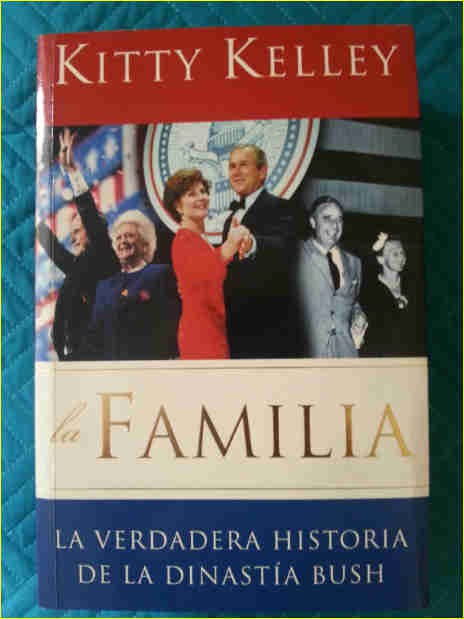 KITTY KELLEY
la FAMILIA
LA VERDADERA HISTORIA
DE LA DINASTÍA BUSH